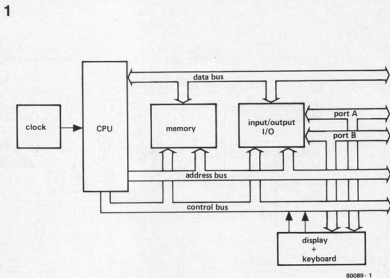 1
data bus
clock
CPU
memory
input/output
I/O
port A
port B
address bus
control bus
display
+
keyboard
80089 - 1